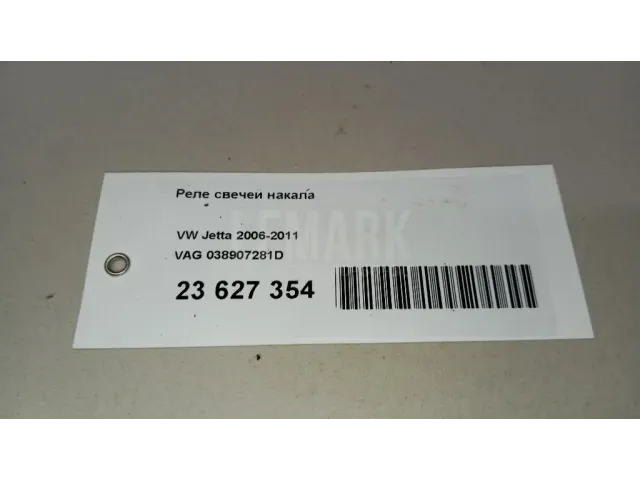 Реле свечей накала
VW Jetta 2006-2011
VAG 038907281D
23 627 354